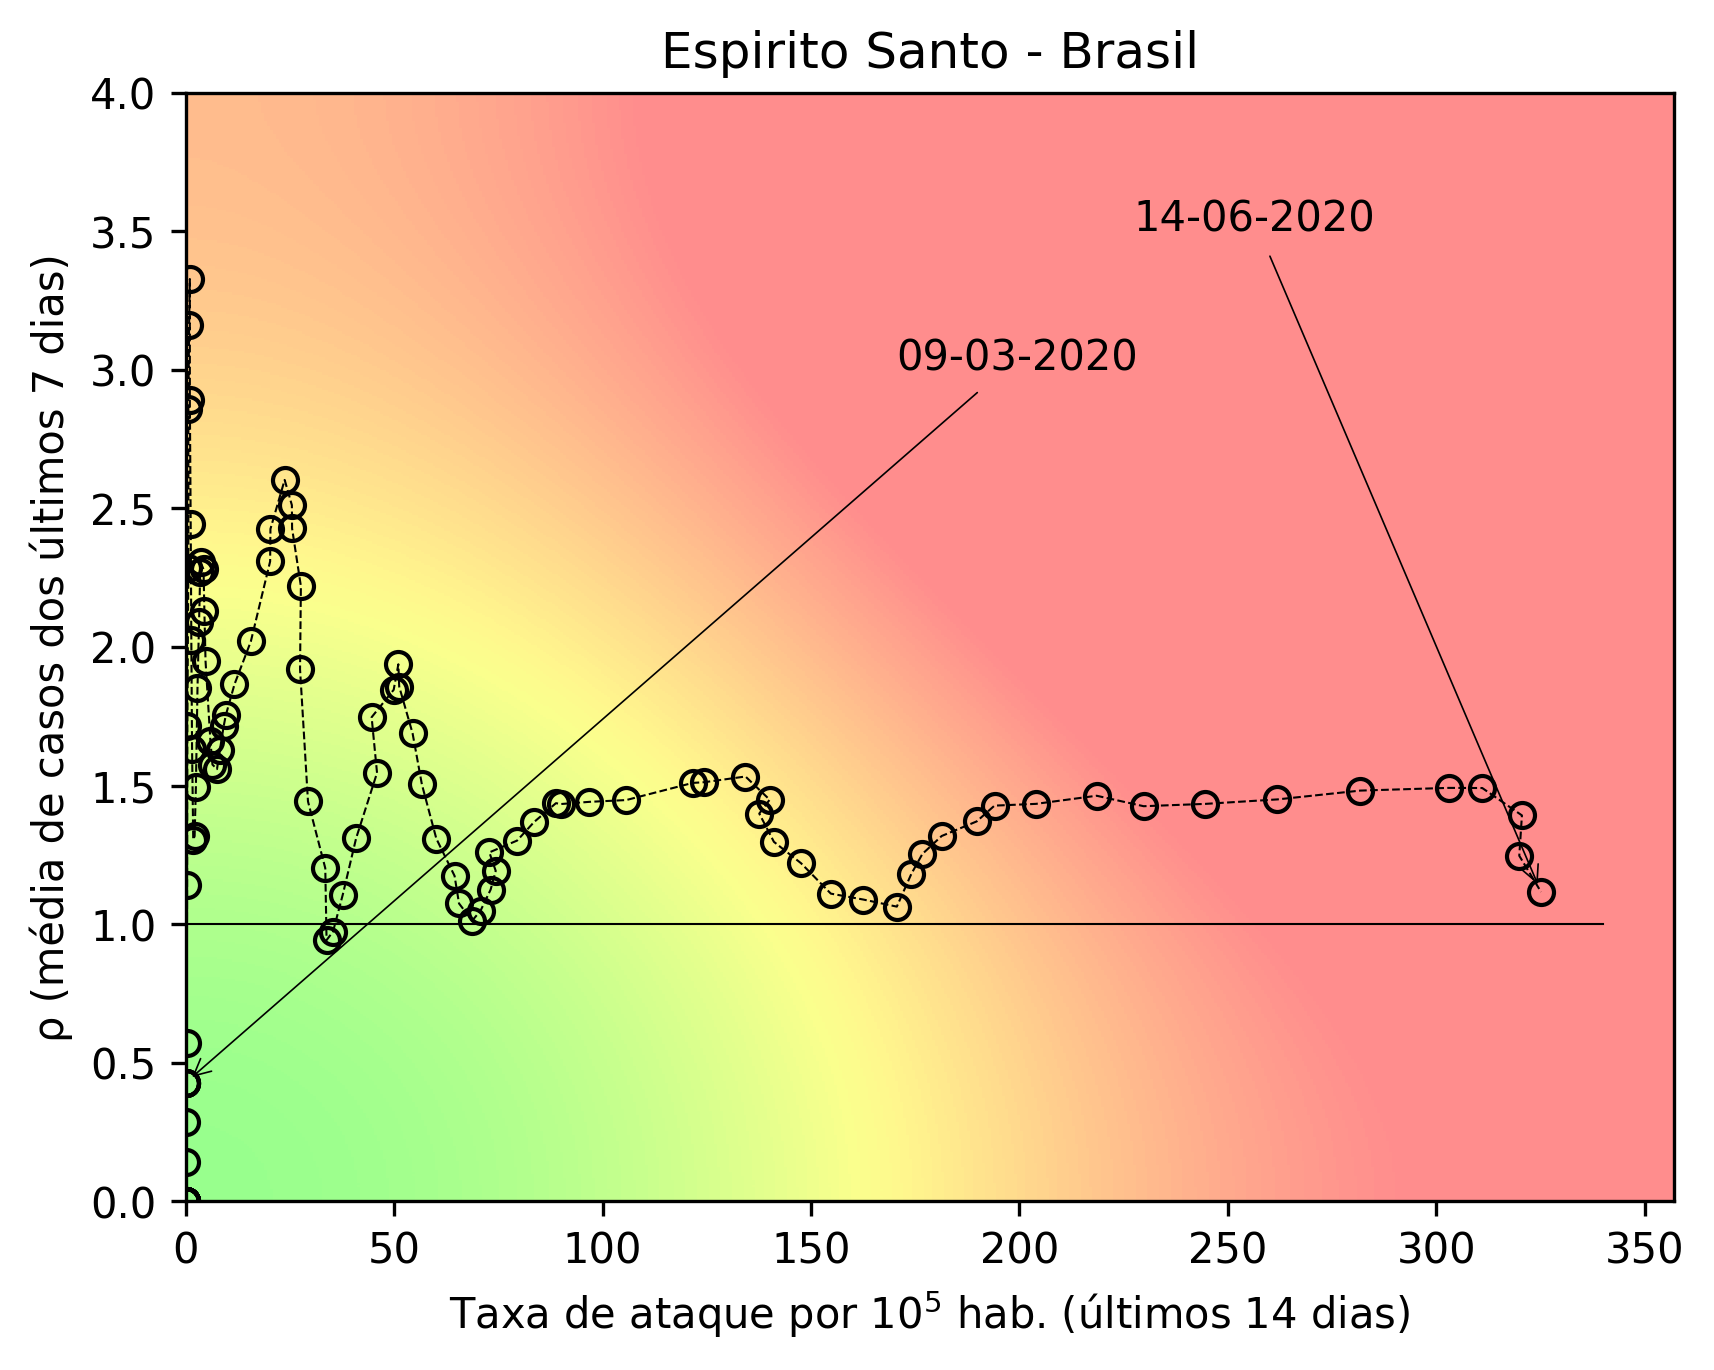 Espirito Santo - Brasil
4.0
3.5
3.0
2.5
2.0
1.5
1.0
0.5
0.0
ρ (média de casos dos últimos 7 dias)
14-06-2020
09-03-2020
0 50 100 150 200 250 300 350
Taxa de ataque por 10⁵ hab. (últimos 14 dias)